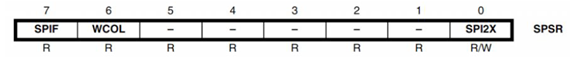 7 6 5 4 3 2 1 0
SPIF WCOL – – – – – SPI2X SPSR
R R R R R R R R/W